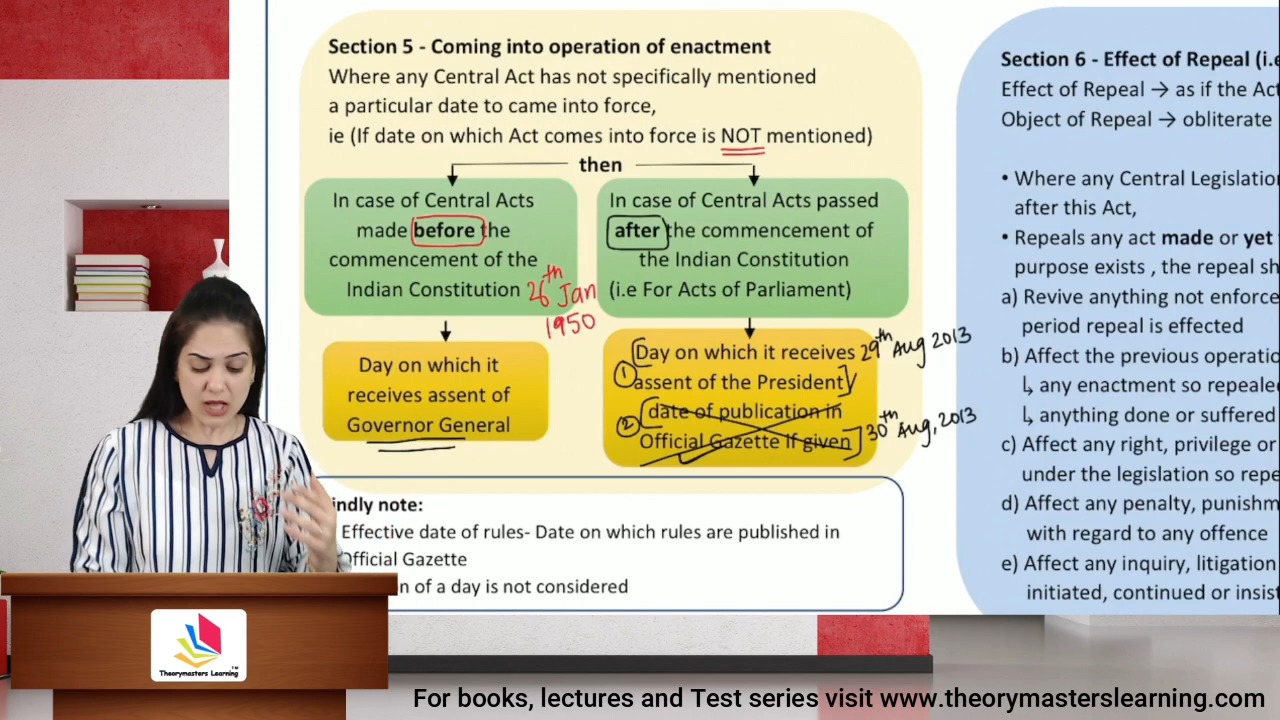 Section 5 - Coming into operation of enactment
Where any Central Act has not specifically mentioned
a particular date to came into force,
ie (If date on which Act comes into force is NOT mentioned)
then
In case of Central Acts
made before the
commencement of the
Indian Constitution
26th Jan
1950
Day on which it
receives assent of
Governor General
In case of Central Acts passed
after the commencement of
the Indian Constitution
(i.e For Acts of Parliament)
Day on which it receives 29th Aug 2013
① assent of the President
② date of publication in
Official Gazette If given 30th Aug, 2013
indly note:
Effective date of rules- Date on which rules are published in
Official Gazette
n of a day is not considered
Section 6 - Effect of Repeal (i.e
Effect of Repeal → as if the Act
Object of Repeal → obliterate
• Where any Central Legislation
after this Act,
• Repeals any act made or yet
purpose exists , the repeal sh
a) Revive anything not enforce
period repeal is effected
b) Affect the previous operatio
↳ any enactment so repeale
↳ anything done or suffered
c) Affect any right, privilege or
under the legislation so repe
d) Affect any penalty, punishm
with regard to any offence
e) Affect any inquiry, litigation
initiated, continued or insist
Theorymasters Learning™
For books, lectures and Test series visit www.theorymasterslearning.com